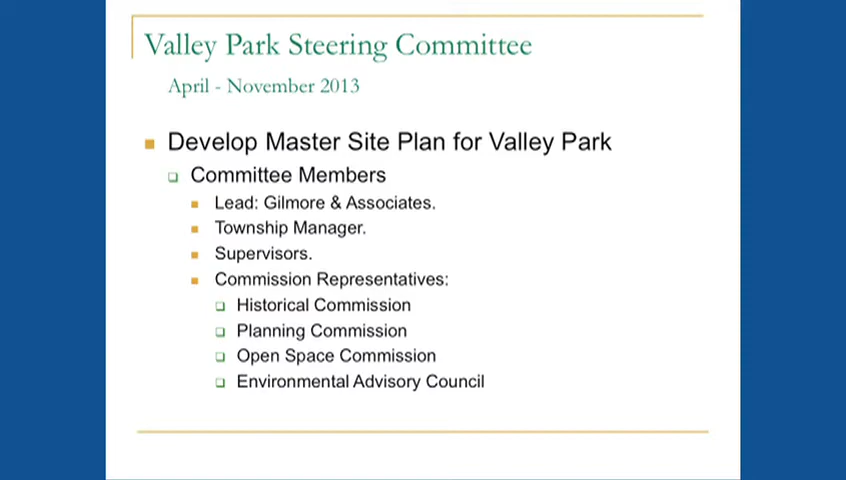 Valley Park Steering Committee
April - November 2013
Develop Master Site Plan for Valley Park
Committee Members
Lead: Gilmore & Associates.
Township Manager.
Supervisors.
Commission Representatives:
Historical Commission
Planning Commission
Open Space Commission
Environmental Advisory Council